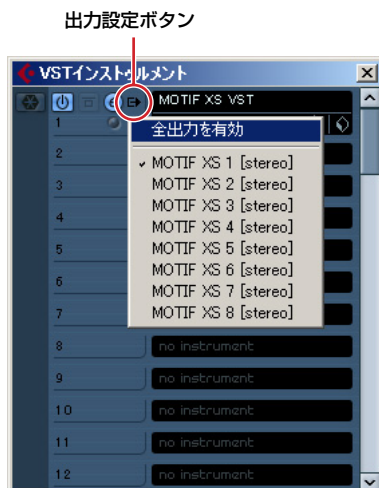 出力設定ボタン
VSTインストゥルメント
MOTIF XS VST
1
全出力を有効
2
✓ MOTIF XS 1 [stereo]
MOTIF XS 2 [stereo]
3
MOTIF XS 3 [stereo]
4
MOTIF XS 4 [stereo]
5
MOTIF XS 5 [stereo]
6
MOTIF XS 6 [stereo]
MOTIF XS 7 [stereo]
7
MOTIF XS 8 [stereo]
8 no instrument
9 no instrument
10 no instrument
11 no instrument
12 no instrument